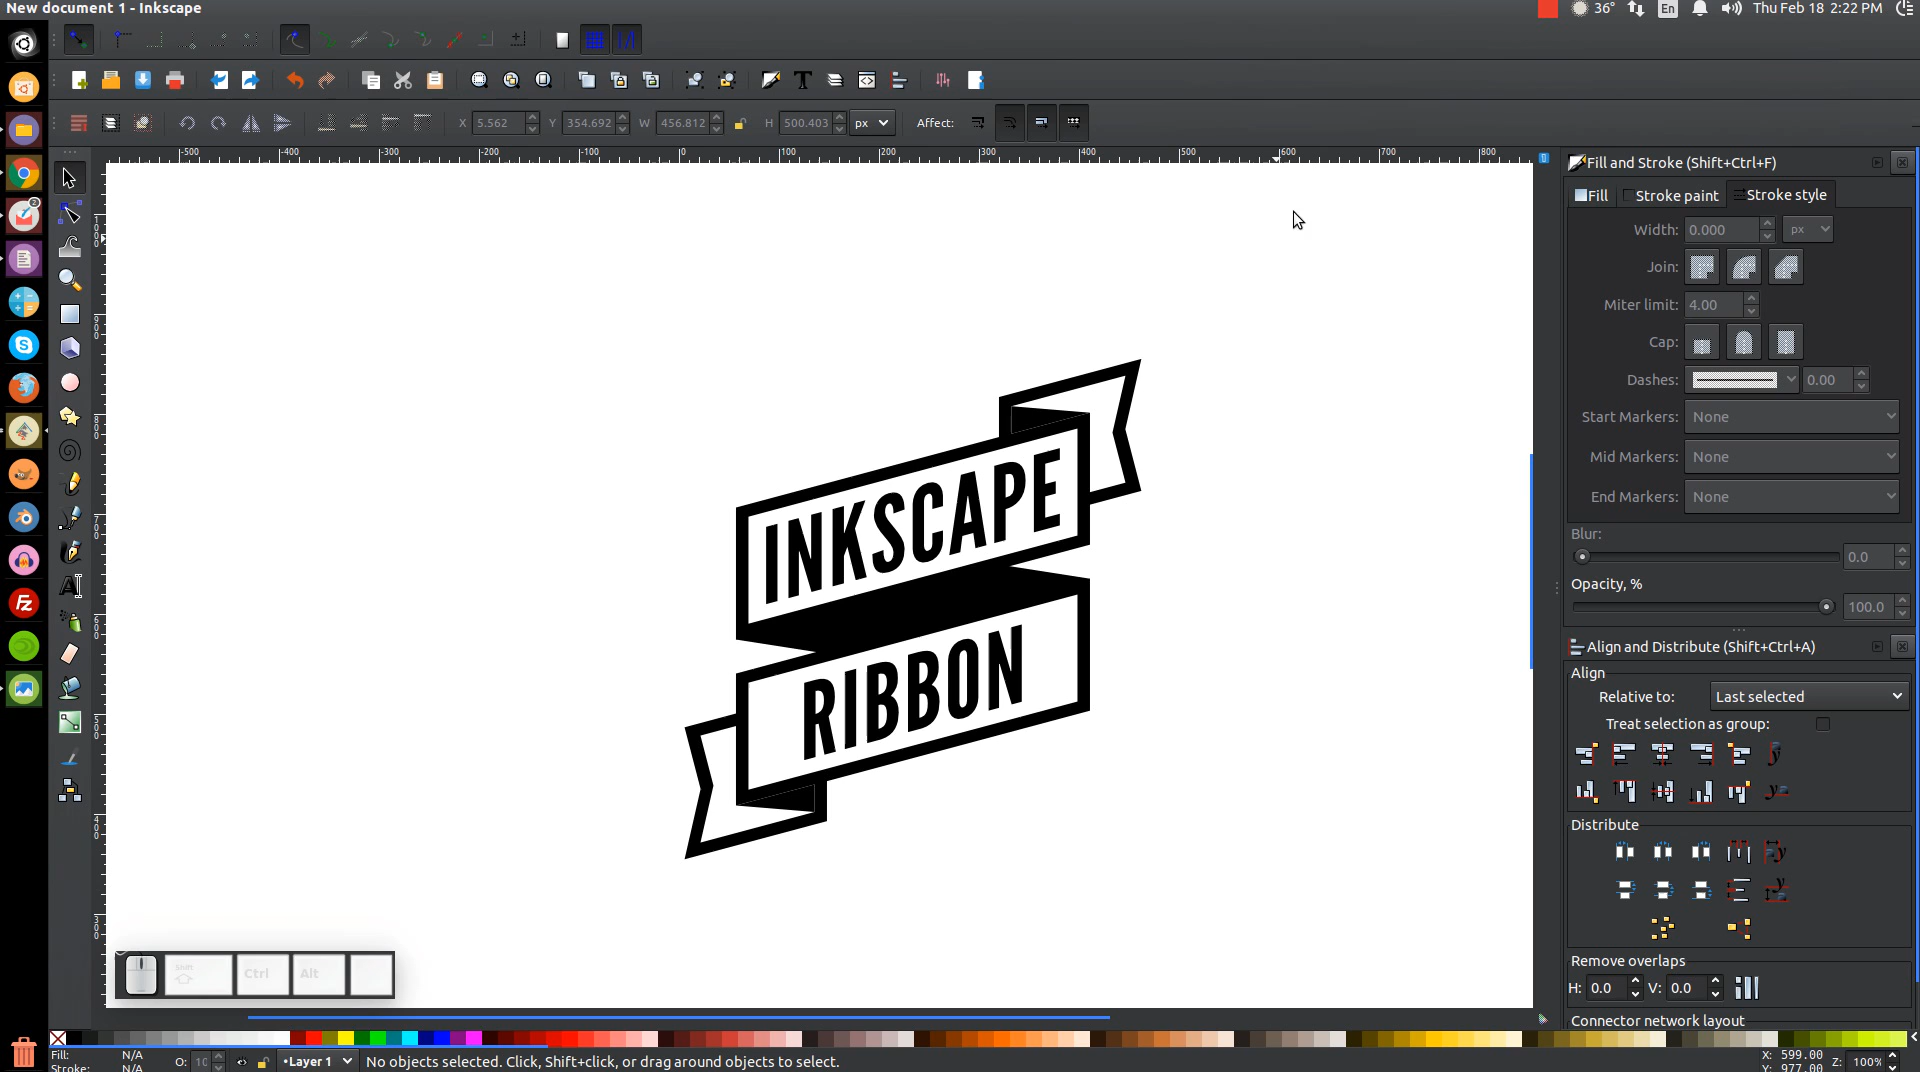 New document 1 - Inkscape
36° En Thu Feb 18 2:22 PM
X 5.562 Y 354.692 W 456.812 H 500.403 px Affect:
-500 -400 -300 -200 -100 0 100 200 300 400 500 600 700 800
Fill and Stroke (Shift+Ctrl+F)
Fill Stroke paint Stroke style
Width: 0.000 px
Join:
Miter limit: 4.00
Cap:
Dashes: 0.00
Start Markers: None
Mid Markers: None
End Markers: None
Blur:
0.0
Opacity, %
100.0
Align and Distribute (Shift+Ctrl+A)
Align
Relative to: Last selected
Treat selection as group:
Distribute
Remove overlaps
H: 0.0 V: 0.0
Connector network layout
INKSCAPE
RIBBON
Shift
Ctrl
Alt
Fill: N/A
Stroke: N/A
O: 10
•Layer 1
No objects selected. Click, Shift+click, or drag around objects to select.
X: 599.00
Y: 977.00
Z: 100%